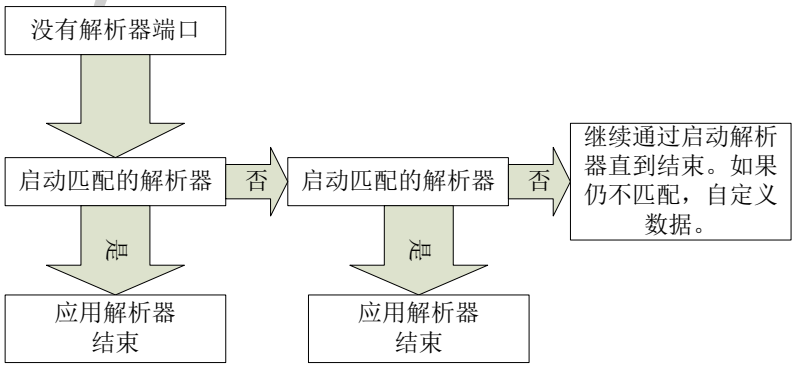 没有解析器端口
启动匹配的解析器
否
启动匹配的解析器
否
继续通过启动解析
器直到结束。如果
仍不匹配，自定义
数据。
是
是
应用解析器
结束
应用解析器
结束